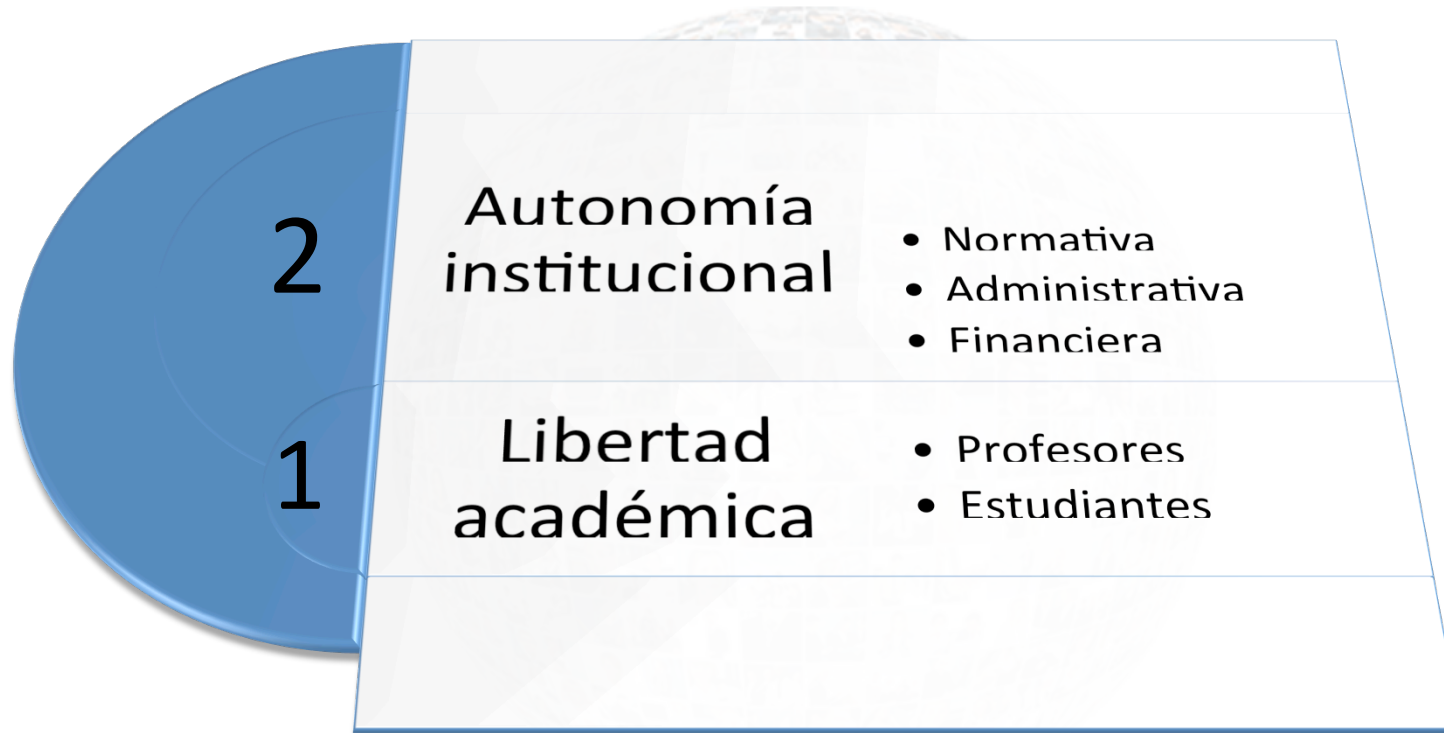 2
Autonomía
institucional
• Normativa
• Administrativa
• Financiera
1
Libertad
académica
• Profesores
• Estudiantes